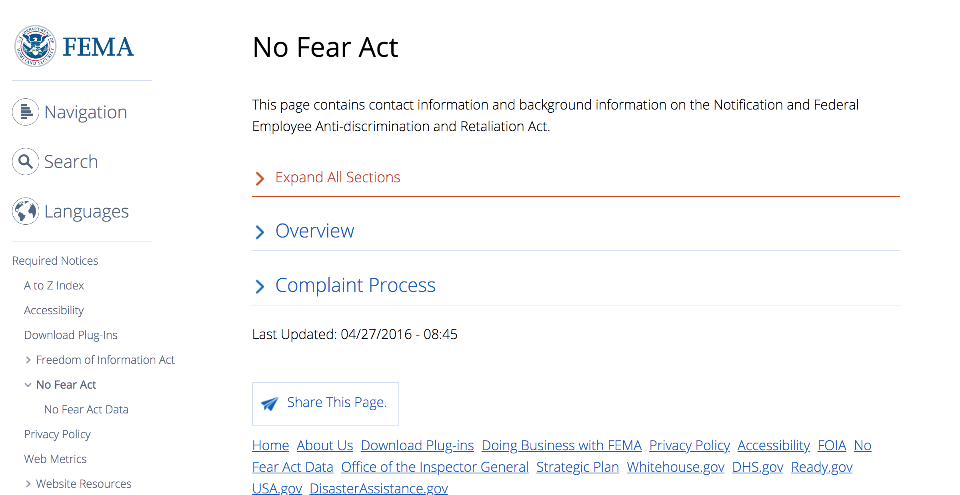 FEMA
Navigation
Search
Languages
Required Notices
A to Z Index
Accessibility
Download Plug-Ins
Freedom of Information Act
No Fear Act
No Fear Act Data
Privacy Policy
Web Metrics
Website Resources
No Fear Act
This page contains contact information and background information on the Notification and Federal
Employee Anti-discrimination and Retaliation Act.
Expand All Sections
Overview
Complaint Process
Last Updated: 04/27/2016 - 08:45
Share This Page.
Home About Us Download Plug-ins Doing Business with FEMA Privacy Policy Accessibility FOIA No
Fear Act Data Office of the Inspector General Strategic Plan Whitehouse.gov DHS.gov Ready.gov
USA.gov DisasterAssistance.gov